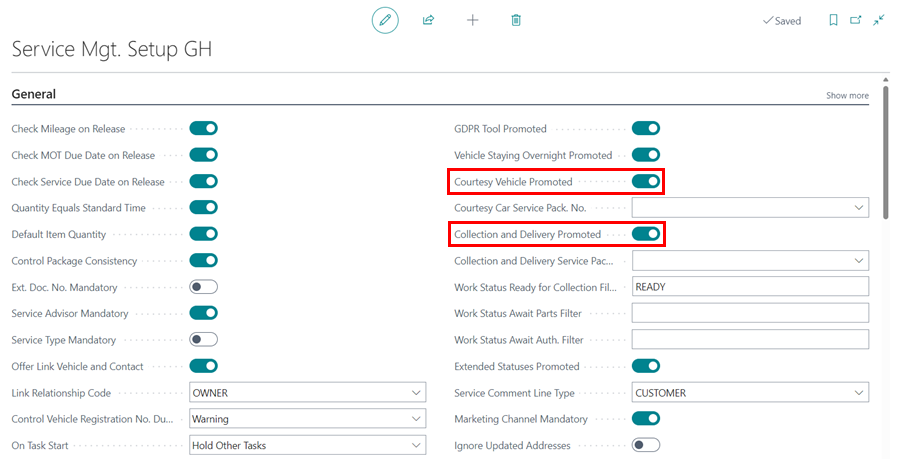 Saved
Service Mgt. Setup GH
General
Show more
Check Mileage on Release
Check MOT Due Date on Release
Check Service Due Date on Release
Quantity Equals Standard Time
Default Item Quantity
Control Package Consistency
Ext. Doc. No. Mandatory
Service Advisor Mandatory
Service Type Mandatory
Offer Link Vehicle and Contact
Link Relationship Code OWNER
Control Vehicle Registration No. Du... Warning
On Task Start Hold Other Tasks
GDPR Tool Promoted
Vehicle Staying Overnight Promoted
Courtesy Vehicle Promoted
Courtesy Car Service Pack. No.
Collection and Delivery Promoted
Collection and Delivery Service Pac...
Work Status Ready for Collection Fil... READY
Work Status Await Parts Filter
Work Status Await Auth. Filter
Extended Statuses Promoted
Service Comment Line Type CUSTOMER
Marketing Channel Mandatory
Ignore Updated Addresses